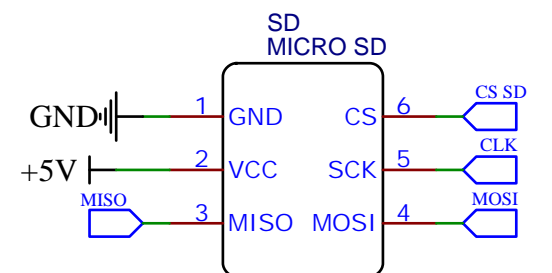 SD
MICRO SD
GND 1 GND CS 6 CS SD
+5V 2 VCC SCK 5 CLK
MISO 3 MISO MOSI 4 MOSI